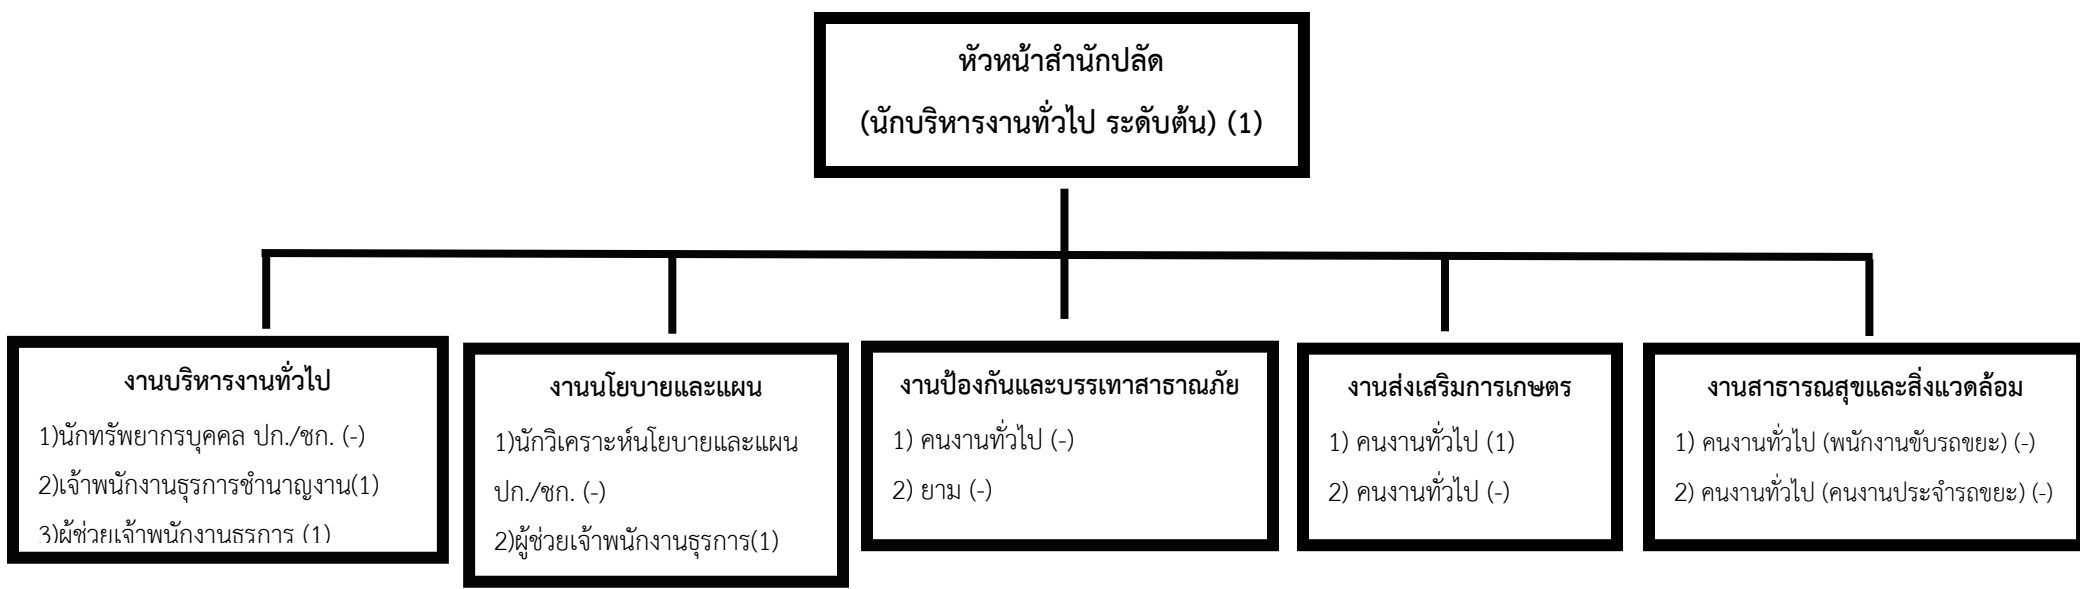 หัวหน้าสำนักปลัด
(นักบริหารงานทั่วไป ระดับต้น) (1)
งานบริหารงานทั่วไป
1)นักทรัพยากรบุคคล ปก./ชก. (-)
2)เจ้าพนักงานธุรการชำนาญงาน(1)
3)ผู้ช่วยเจ้าพนักงานธุรการ (1)
งานนโยบายและแผน
1)นักวิเคราะห์นโยบายและแผน
ปก./ชก. (-)
2)ผู้ช่วยเจ้าพนักงานธุรการ(1)
งานป้องกันและบรรเทาสาธาณภัย
1) คนงานทั่วไป (-)
2) ยาม (-)
งานส่งเสริมการเกษตร
1) คนงานทั่วไป (1)
2) คนงานทั่วไป (-)
งานสาธารณสุขและสิ่งแวดล้อม
1) คนงานทั่วไป (พนักงานขับรถขยะ) (-)
2) คนงานทั่วไป (คนงานประจำรถขยะ) (-)